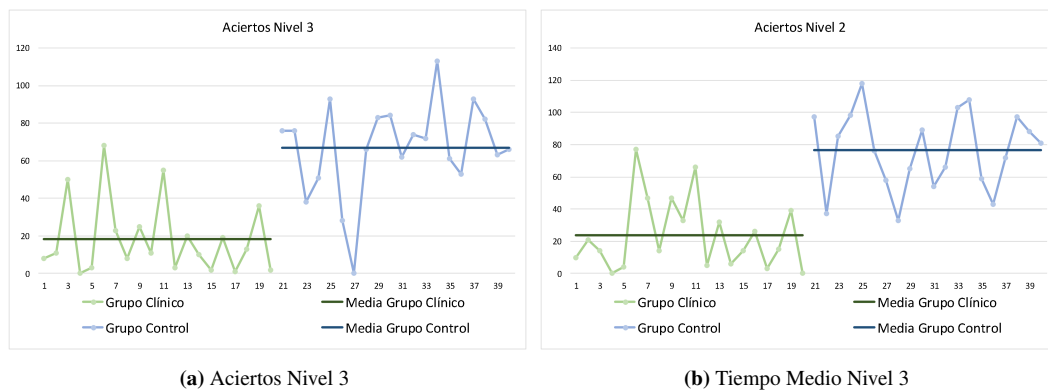 Aciertos Nivel 3
120
100
80
60
40
20
0
1 3 5 7 9 11 13 15 17 19 21 23 25 27 29 31 33 35 37 39
Grupo Clínico Media Grupo Clínico
Grupo Control Media Grupo Control
(a) Aciertos Nivel 3
Aciertos Nivel 2
140
120
100
80
60
40
20
0
1 3 5 7 9 11 13 15 17 19 21 23 25 27 29 31 33 35 37 39
Grupo Clínico Media Grupo Clínico
Grupo Control Media Grupo Control
(b) Tiempo Medio Nivel 3